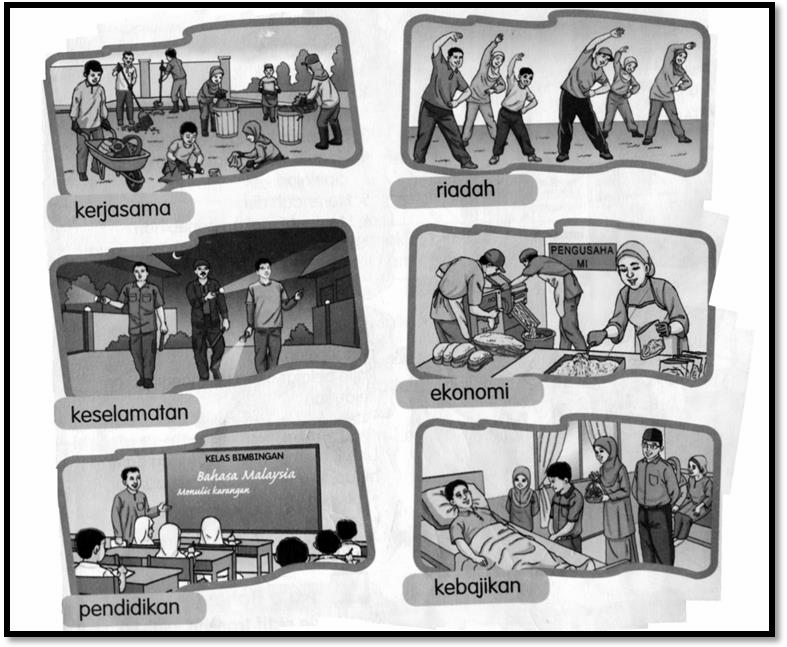 kerjasama
riadah
keselamatan
PENGUSAHA
MI
ekonomi
KELAS BIMBINGAN
Bahasa Malaysia
Menulis karangan
pendidikan
kebajikan